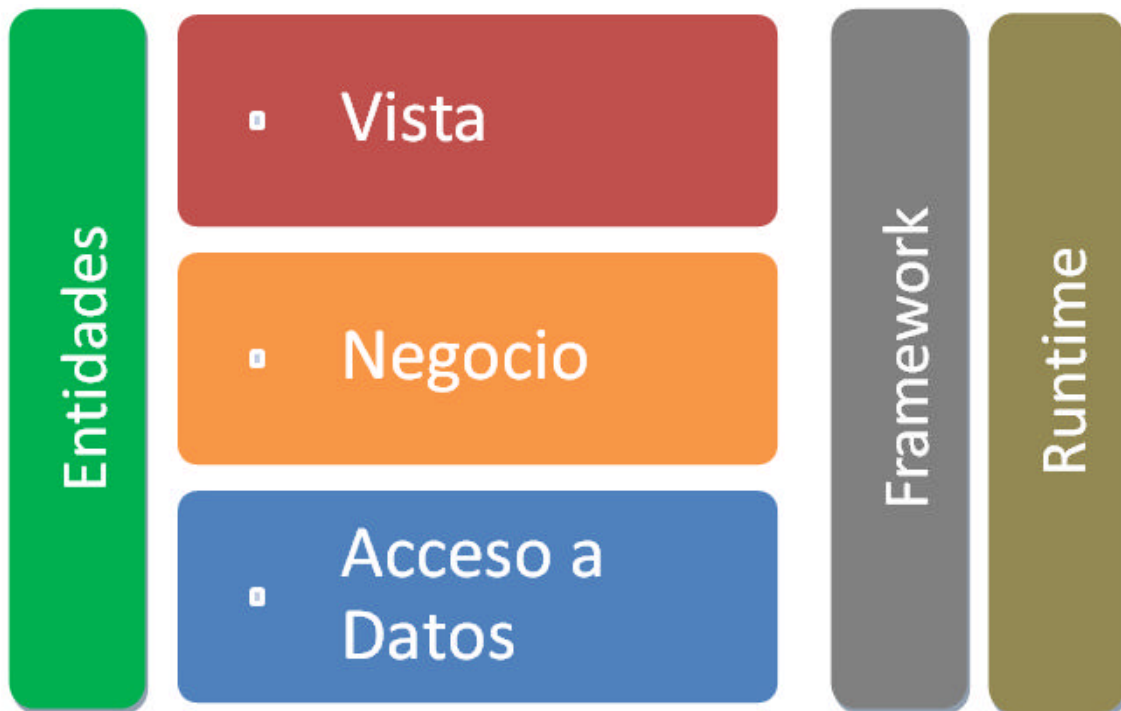 Entidades
Vista
Negocio
Acceso a
Datos
Framework
Runtime